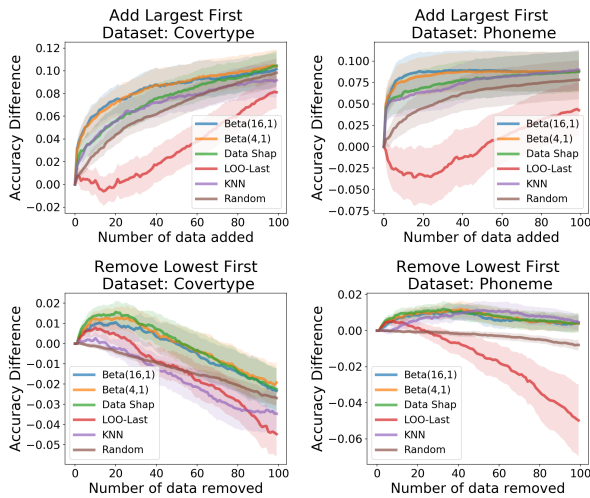 Add Largest First
Dataset: Covertype
Accuracy Difference
0.12
0.10
0.08
0.06
0.04
0.02
0.00
−0.02
Beta(16,1)
Beta(4,1)
Data Shap
LOO-Last
KNN
Random
0 20 40 60 80 100
Number of data added
Add Largest First
Dataset: Phoneme
Accuracy Difference
0.100
0.075
0.050
0.025
0.000
−0.025
−0.050
−0.075
Beta(16,1)
Beta(4,1)
Data Shap
LOO-Last
KNN
Random
0 20 40 60 80 100
Number of data added
Remove Lowest First
Dataset: Covertype
Accuracy Difference
0.02
0.01
0.00
−0.01
−0.02
−0.03
−0.04
−0.05
Beta(16,1)
Beta(4,1)
Data Shap
LOO-Last
KNN
Random
0 20 40 60 80 100
Number of data removed
Remove Lowest First
Dataset: Phoneme
Accuracy Difference
0.02
0.00
−0.02
−0.04
−0.06
Beta(16,1)
Beta(4,1)
Data Shap
LOO-Last
KNN
Random
0 20 40 60 80 100
Number of data removed